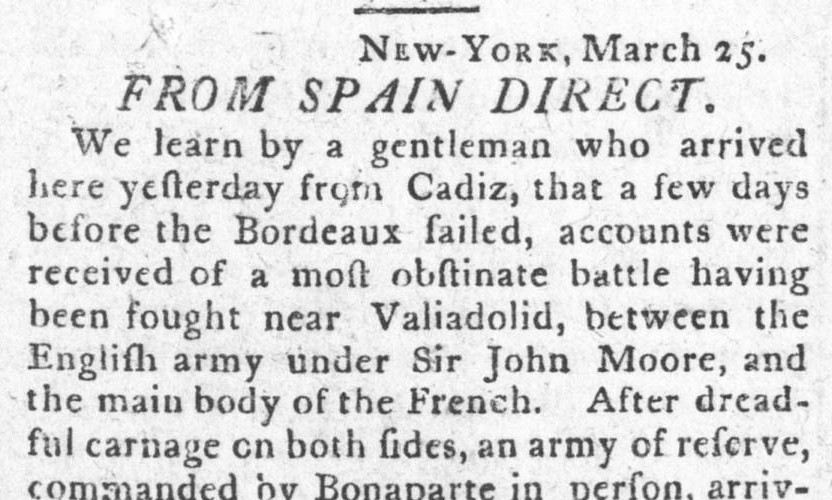 NEW-YORK, March 25.
FROM SPAIN DIRECT.
We learn by a gentleman who arrived
here yeſterday from Cadiz, that a few days
before the Bordeaux ſailed, accounts were
received of a moſt obſtinate battle having
been fought near Valiadolid, between the
Engliſh army under Sir John Moore, and
the main body of the French. After dread-
ful carnage on both ſides, an army of reſerve,
commanded by Bonaparte in perſon, arriv-